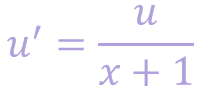 u′ = u / (x + 1)